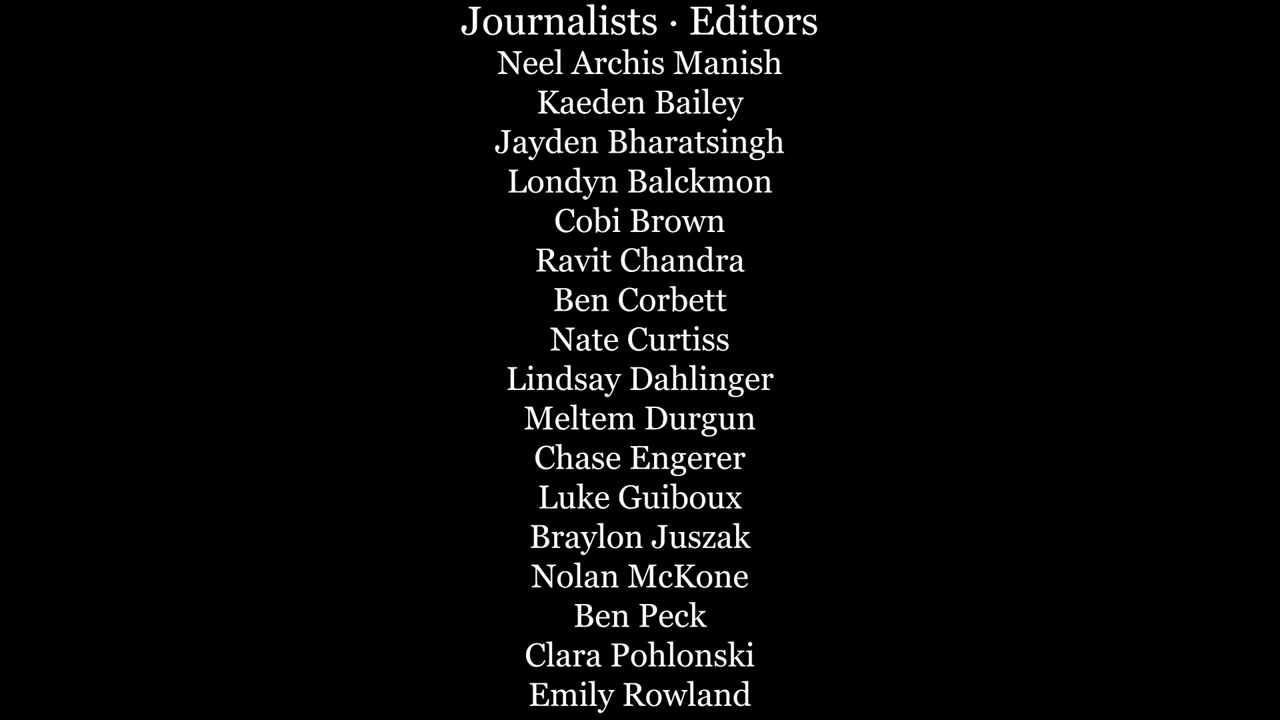 Journalists · Editors
Neel Archis Manish
Kaeden Bailey
Jayden Bharatsingh
Londyn Balckmon
Cobi Brown
Ravit Chandra
Ben Corbett
Nate Curtiss
Lindsay Dahlinger
Meltem Durgun
Chase Engerer
Luke Guiboux
Braylon Juszak
Nolan McKone
Ben Peck
Clara Pohlonski
Emily Rowland